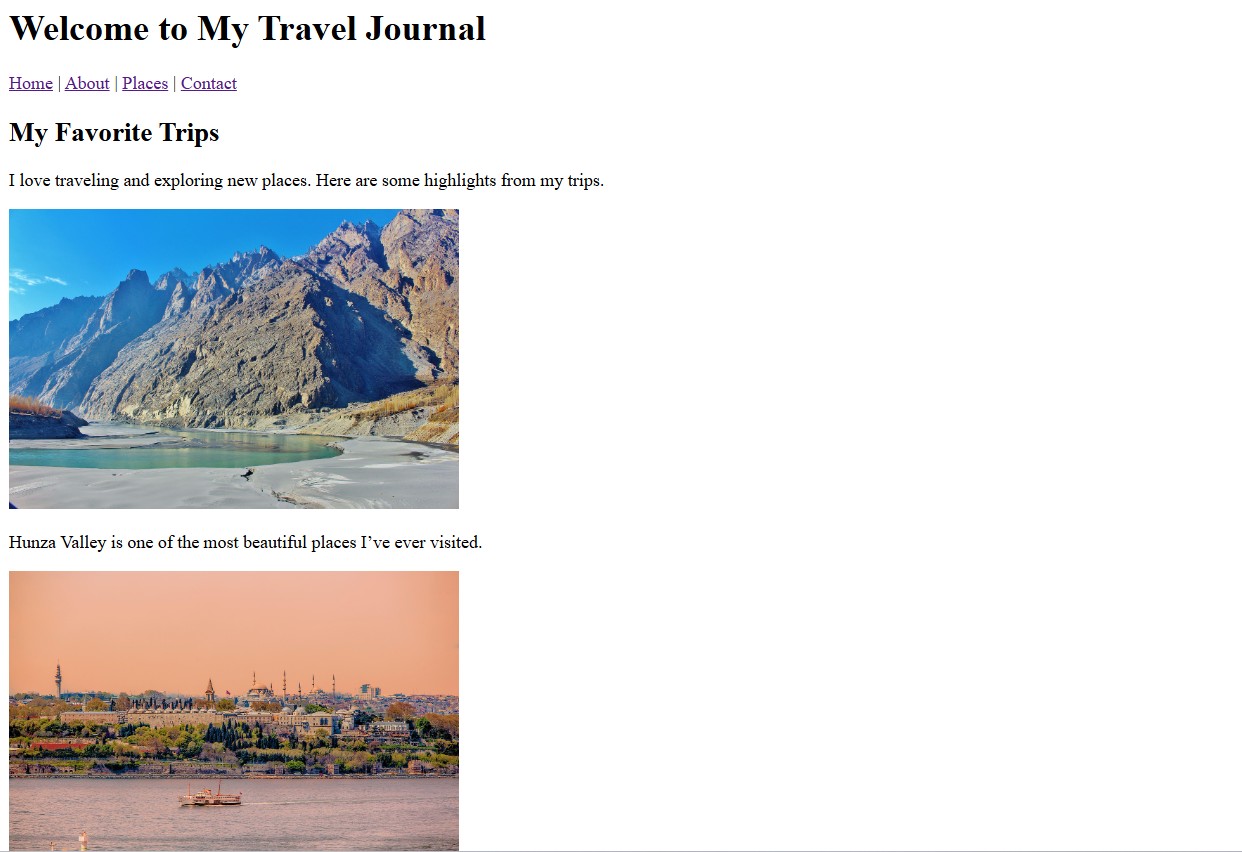 Welcome to My Travel Journal
Home | About | Places | Contact
My Favorite Trips
I love traveling and exploring new places. Here are some highlights from my trips.
Hunza Valley is one of the most beautiful places I’ve ever visited.